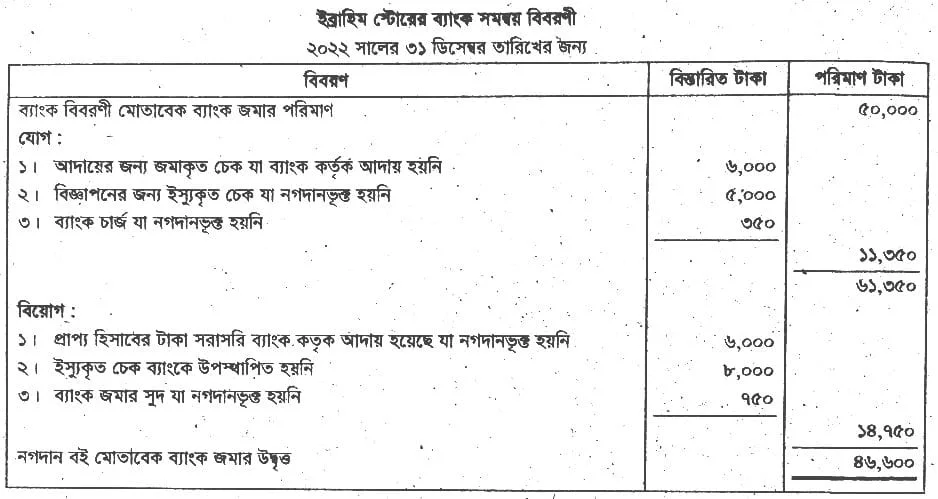 ইব্রাহিম স্টোরের ব্যাংক সমন্বয় বিবরণী
২০২২ সালের ৩১ ডিসেম্বর তারিখের জন্য
বিবরণ বিস্তারিত টাকা পরিমাণ টাকা
ব্যাংক বিবরণী মোতাবেক ব্যাংক জমার পরিমাণ ৫০,০০০
যোগ :
১। আদায়ের জন্য জমাকৃত চেক যা ব্যাংক কর্তৃক আদায় হয়নি ৬,০০০
২। বিজ্ঞাপনের জন্য ইস্যুকৃত চেক যা নগদানভূক্ত হয়নি ৫,০০০
৩। ব্যাংক চার্জ যা নগদানভূক্ত হয়নি ৩৫০
১১,৩৫০
৬১,৩৫০
বিয়োগ :
১। প্রাপ্য হিসাবের টাকা সরাসরি ব্যাংক কতৃক আদায় হয়েছে যা নগদানভূক্ত হয়নি ৬,০০০
২। ইস্যুকৃত চেক ব্যাংকে উপস্থাপিত হয়নি ৮,০০০
৩। ব্যাংক জমার সুদ যা নগদানভূক্ত হয়নি ৭৫০
১৪,৭৫০
নগদান বই মোতাবেক ব্যাংক জমার উদ্বৃত্ত ৪৬,৬০০